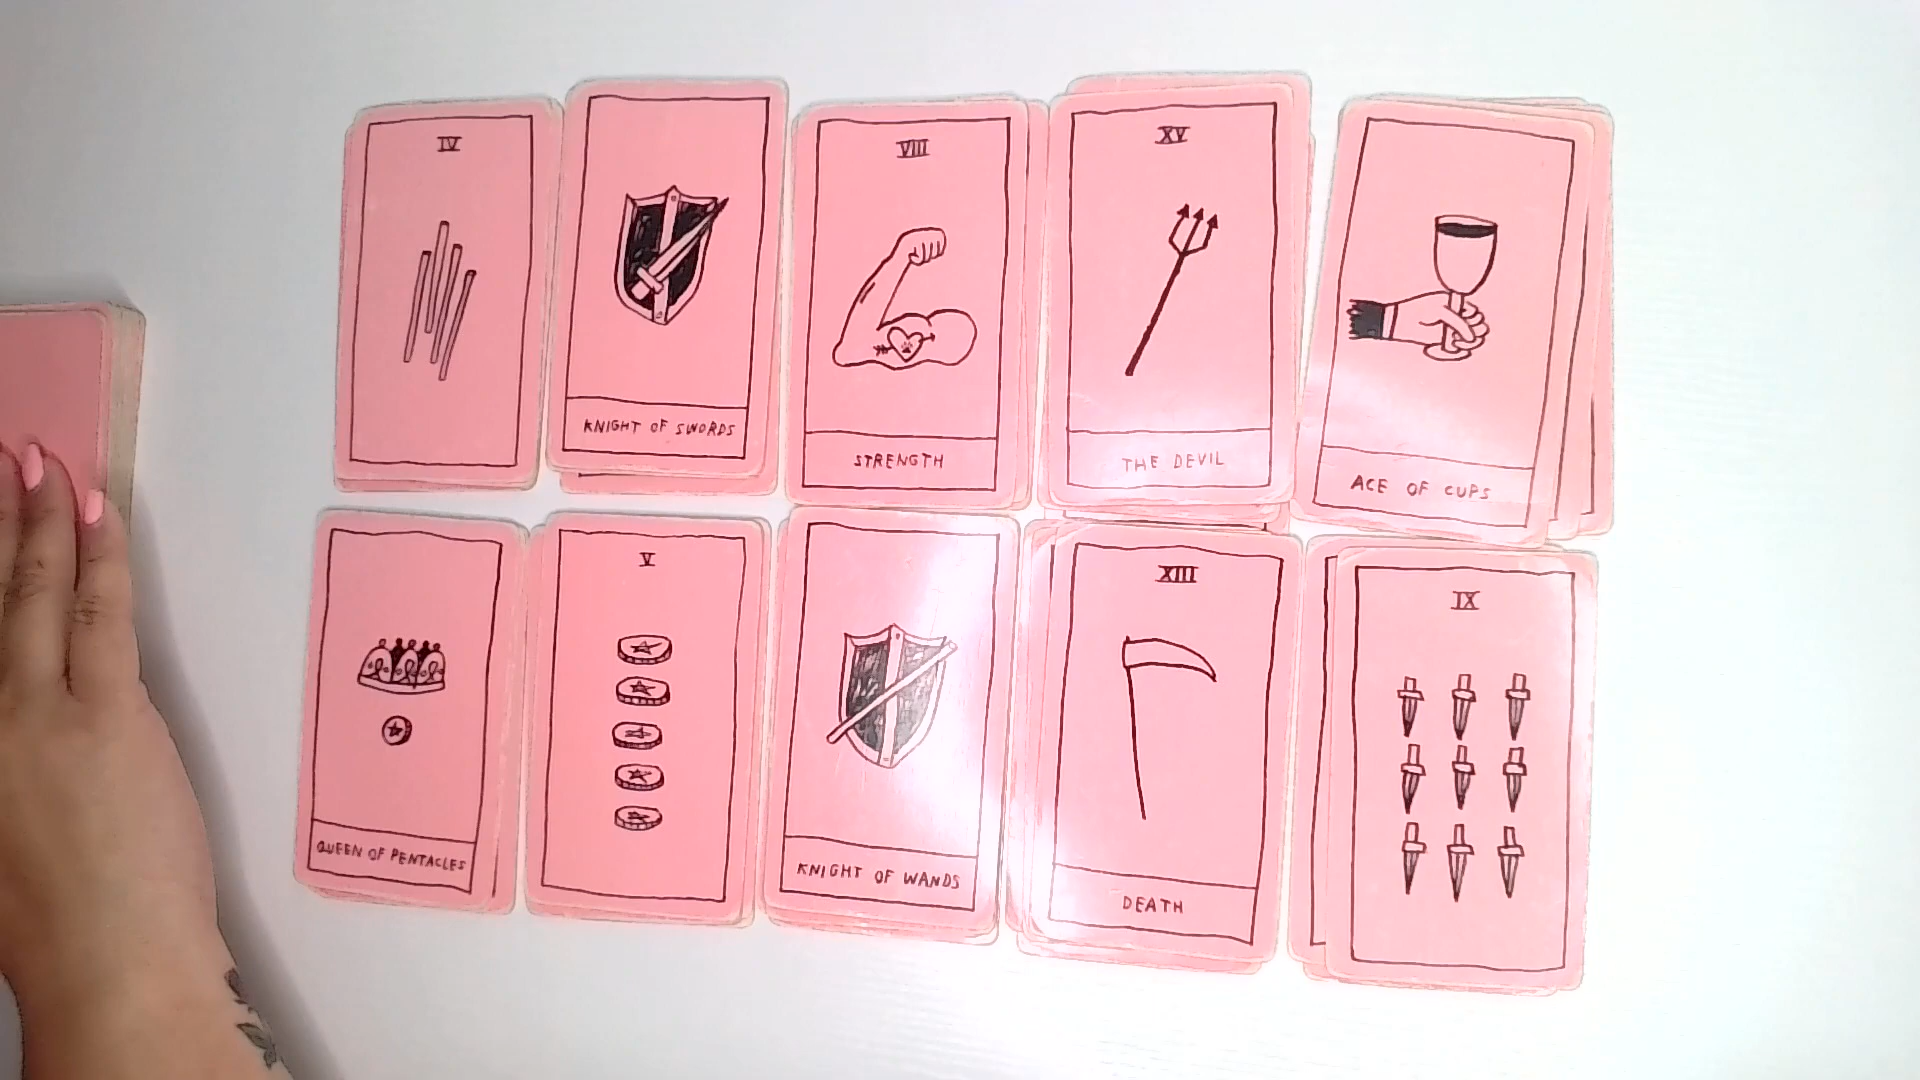 IV
KNIGHT OF SWORDS
VIII
STRENGTH
XV
THE DEVIL
ACE OF CUPS
QUEEN OF PENTACLES
V
KNIGHT OF WANDS
XIII
DEATH
IX